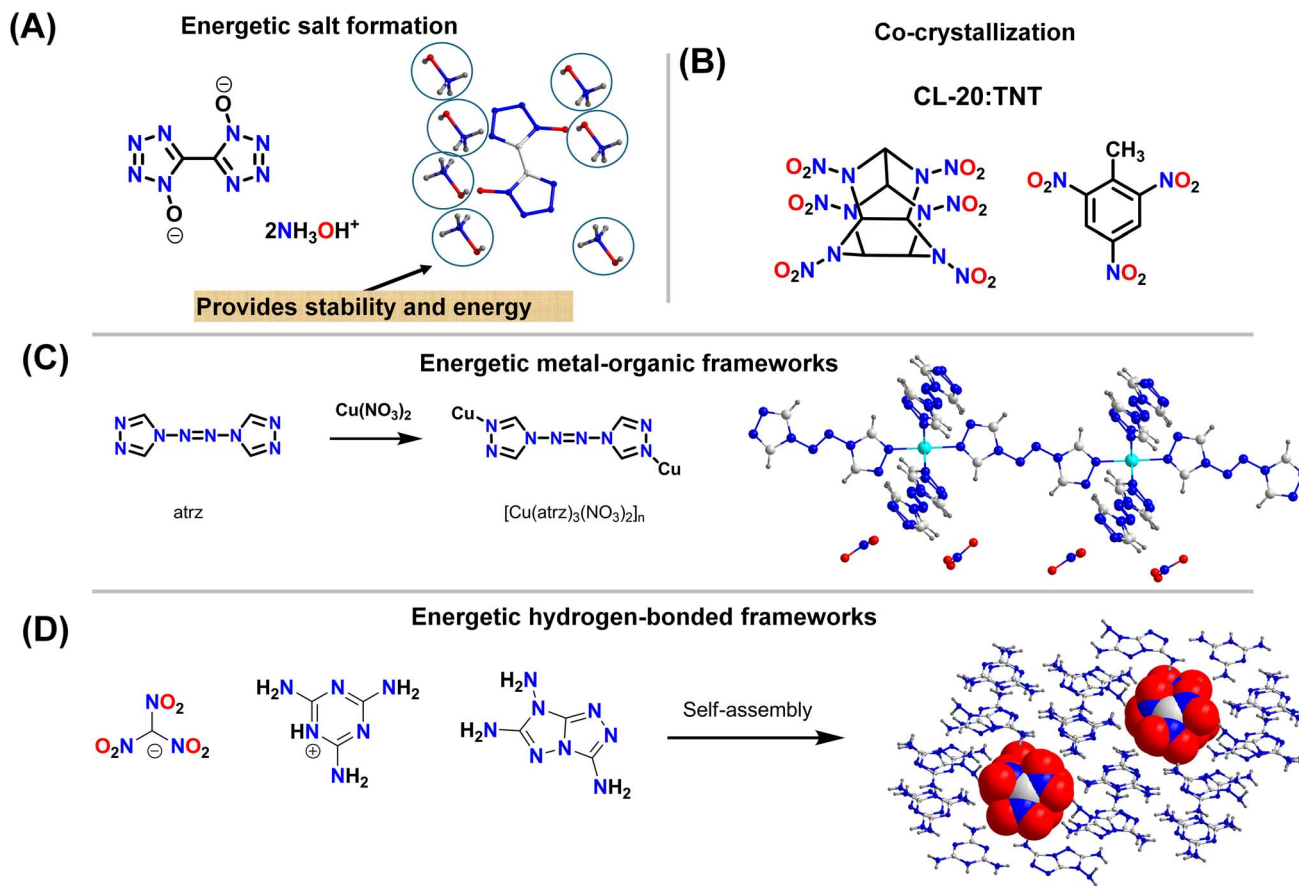 (A)
Energetic salt formation
O
⊖
N N
N N
N N
N N
O
⊖
2NH₃OH⁺
Provides stability and energy
Co-crystallization
(B)
CL-20:TNT
O₂N N N NO₂
O₂N N N NO₂
N N
O₂N NO₂
CH₃
O₂N NO₂
NO₂
(C)
Energetic metal-organic frameworks
N N
N N=N N
N N
atrz
Cu(NO₃)₂
Cu
N N
N N=N N
N N
Cu
[Cu(atrz)₃(NO₃)₂]ₙ
Energetic hydrogen-bonded frameworks
(D)
NO₂
O₂N ⊖ NO₂
H₂N N NH₂
HN N
⊕
NH₂
NH₂
H₂N N N
N N N
NH₂
Self-assembly